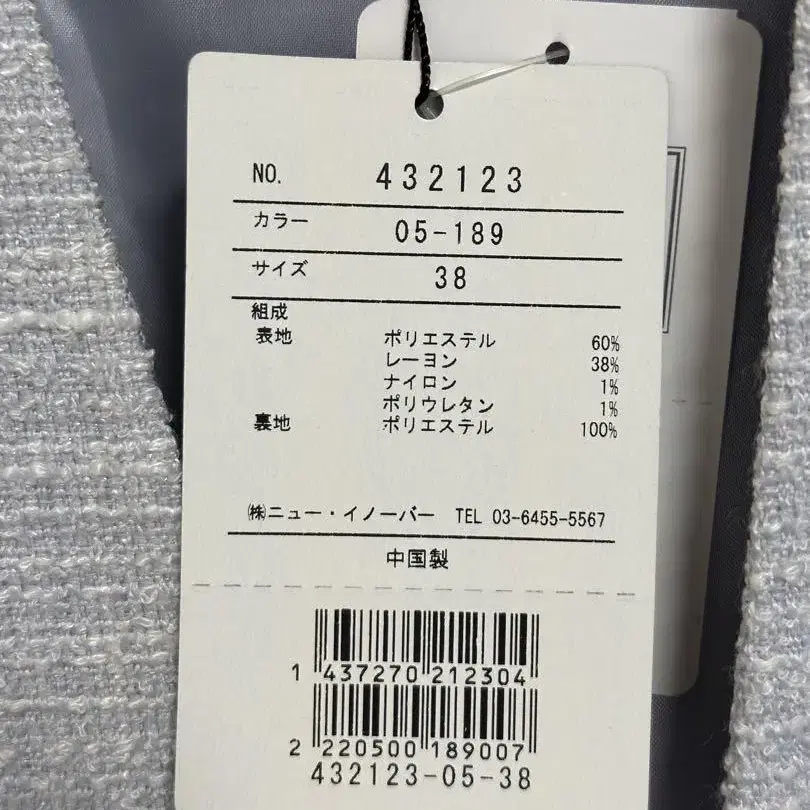 NO. 432123
カラー 05-189
サイズ 38
組成
表地 ポリエステル 60%
レーヨン 38%
ナイロン 1%
ポリウレタン 1%
裏地 ポリエステル 100%
㈱ニュー・イノーバー TEL 03-6455-5567
中国製
1 437270 212304
2 220500 189007
432123-05-38